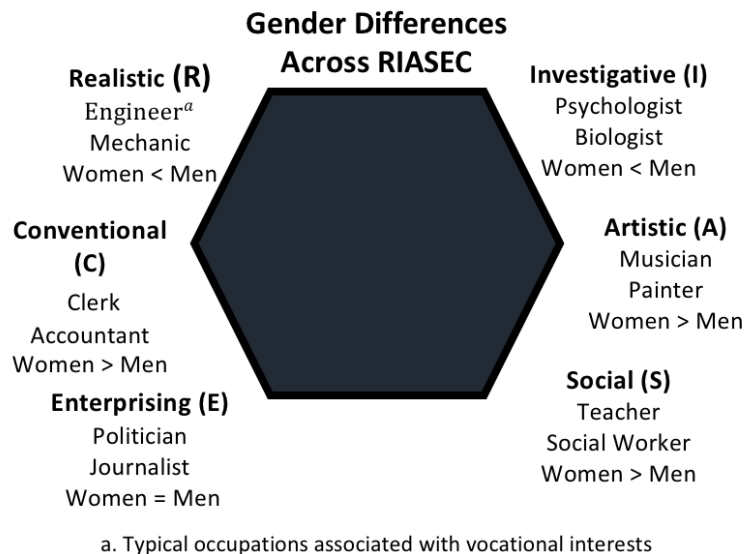 Gender Differences
Across RIASEC
Realistic (R)
Engineerᵃ
Mechanic
Women < Men
Investigative (I)
Psychologist
Biologist
Women < Men
Conventional
(C)
Clerk
Accountant
Women > Men
Artistic (A)
Musician
Painter
Women > Men
Enterprising (E)
Politician
Journalist
Women = Men
Social (S)
Teacher
Social Worker
Women > Men
a. Typical occupations associated with vocational interests